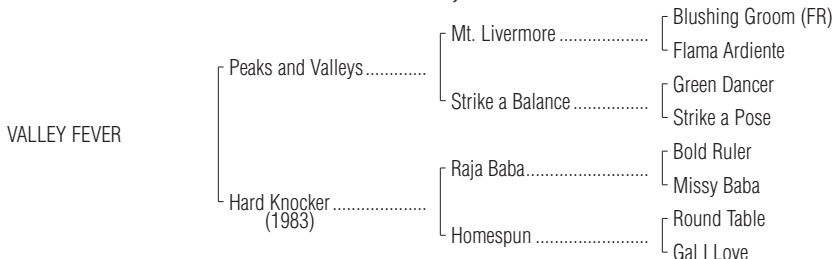 Blushing Groom (FR)
Mt. Livermore ....................
Flama Ardiente
Peaks and Valleys .............
Green Dancer
Strike a Balance .................
Strike a Pose
VALLEY FEVER
Bold Ruler
Raja Baba...........................
Missy Baba
Hard Knocker ....................
(1983)
Round Table
Homespun .........................
Gal I Love